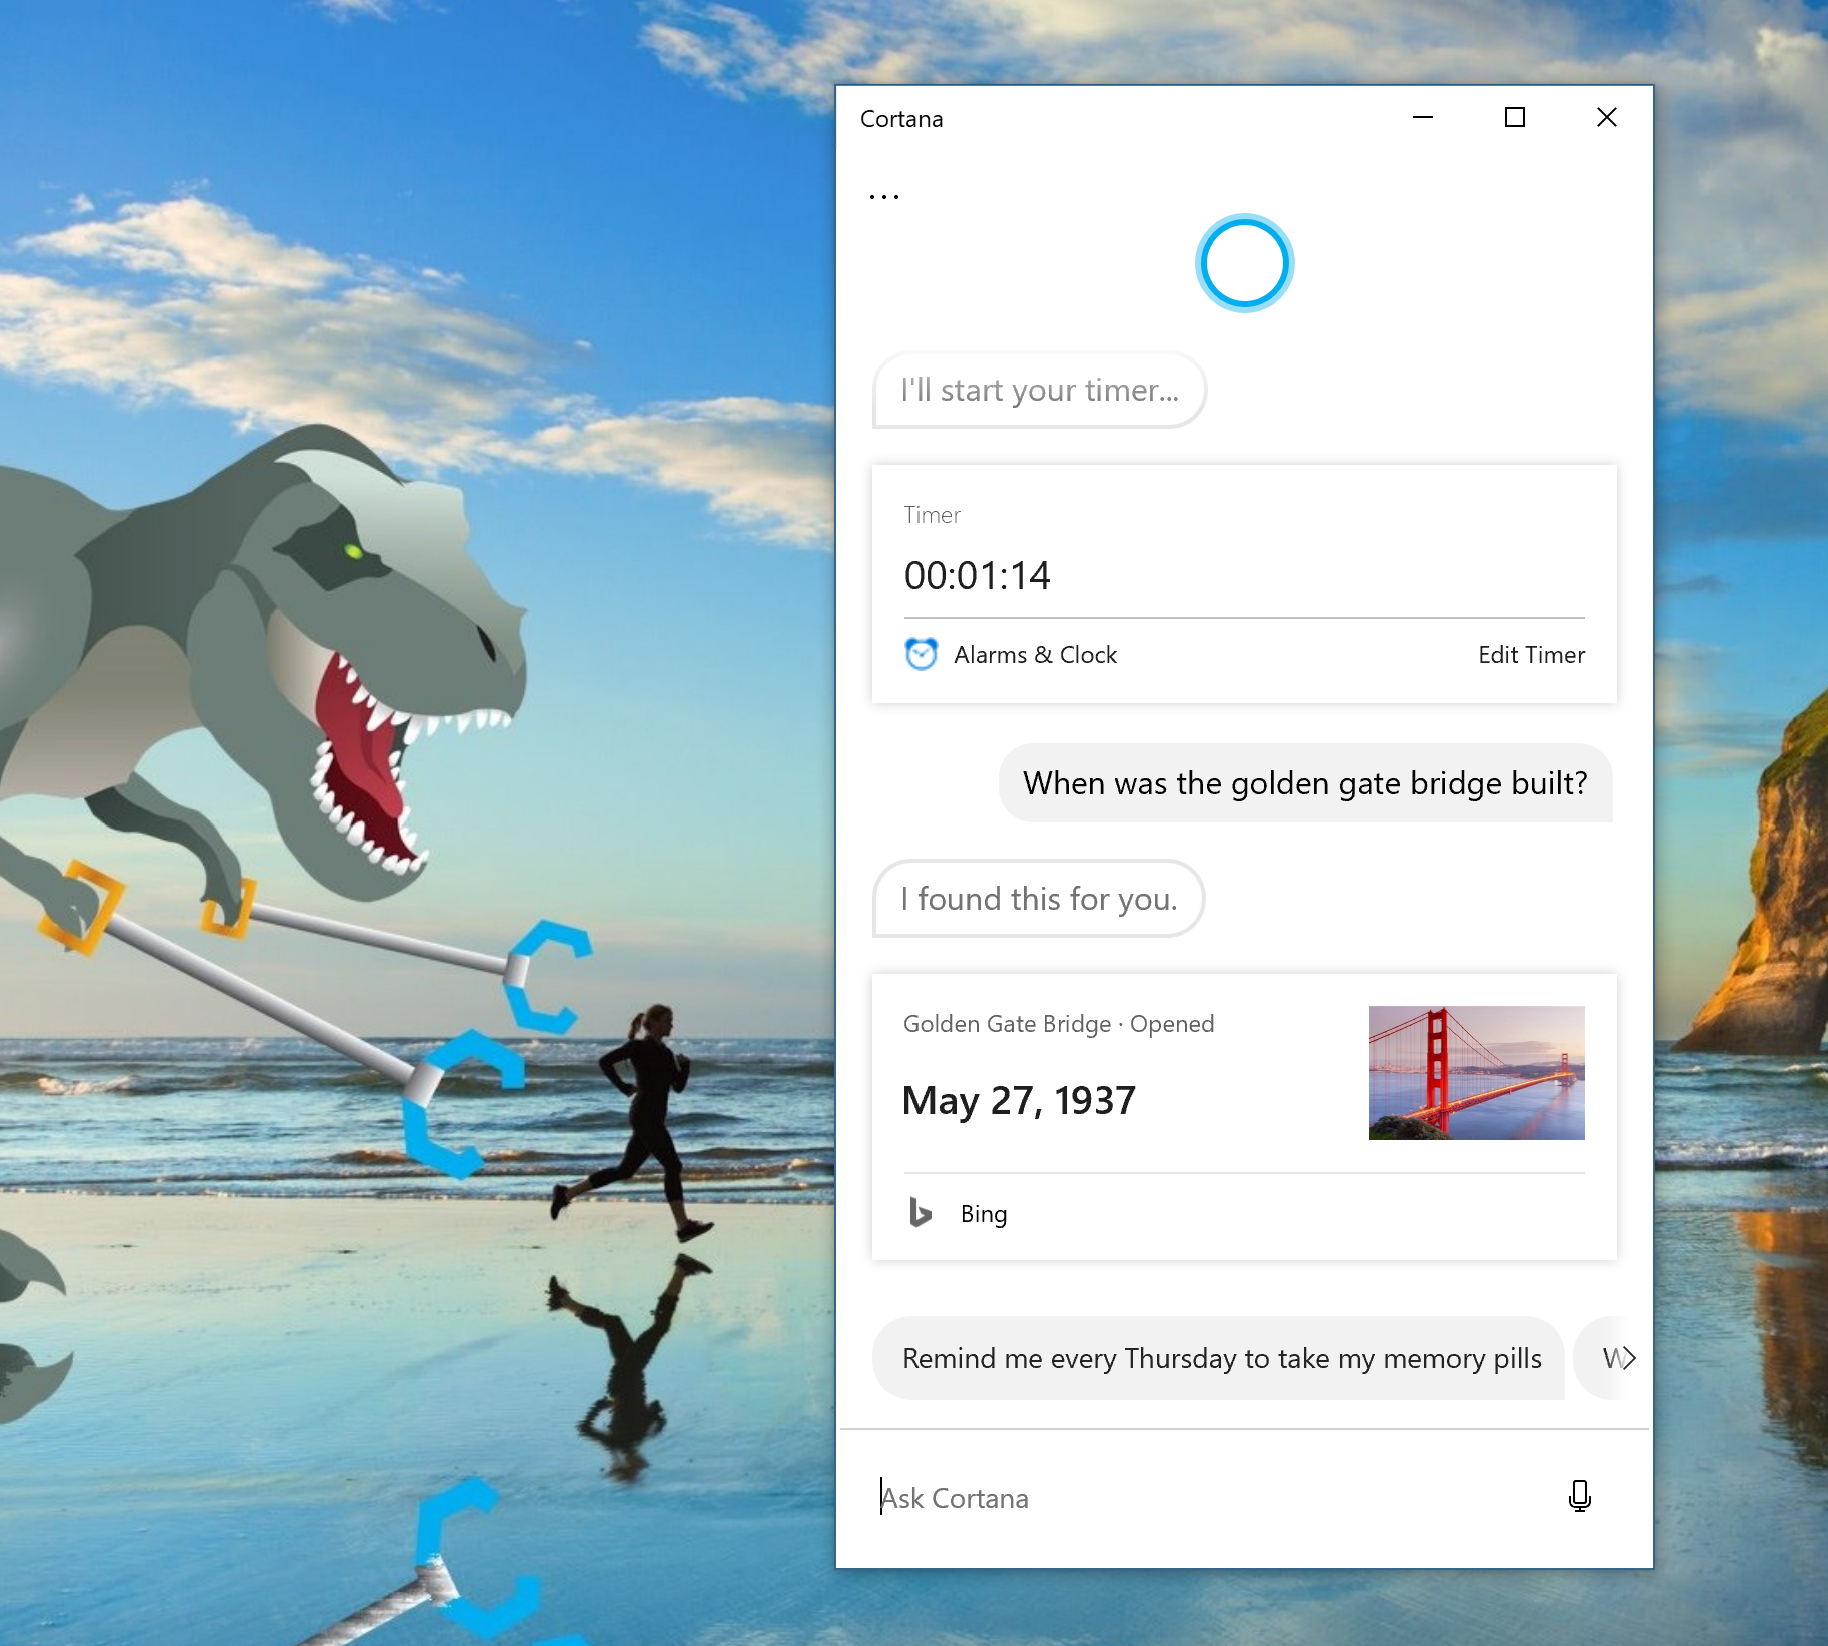 Cortana
...
I'll start your timer...
Timer
00:01:14
Alarms & Clock Edit Timer
When was the golden gate bridge built?
I found this for you.
Golden Gate Bridge · Opened
May 27, 1937
Bing
Remind me every Thursday to take my memory pills
Ask Cortana